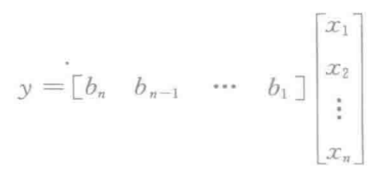 y = [b_n b_{n-1} ⋯ b_1] [x_1 x_2 ⋮ x_n]